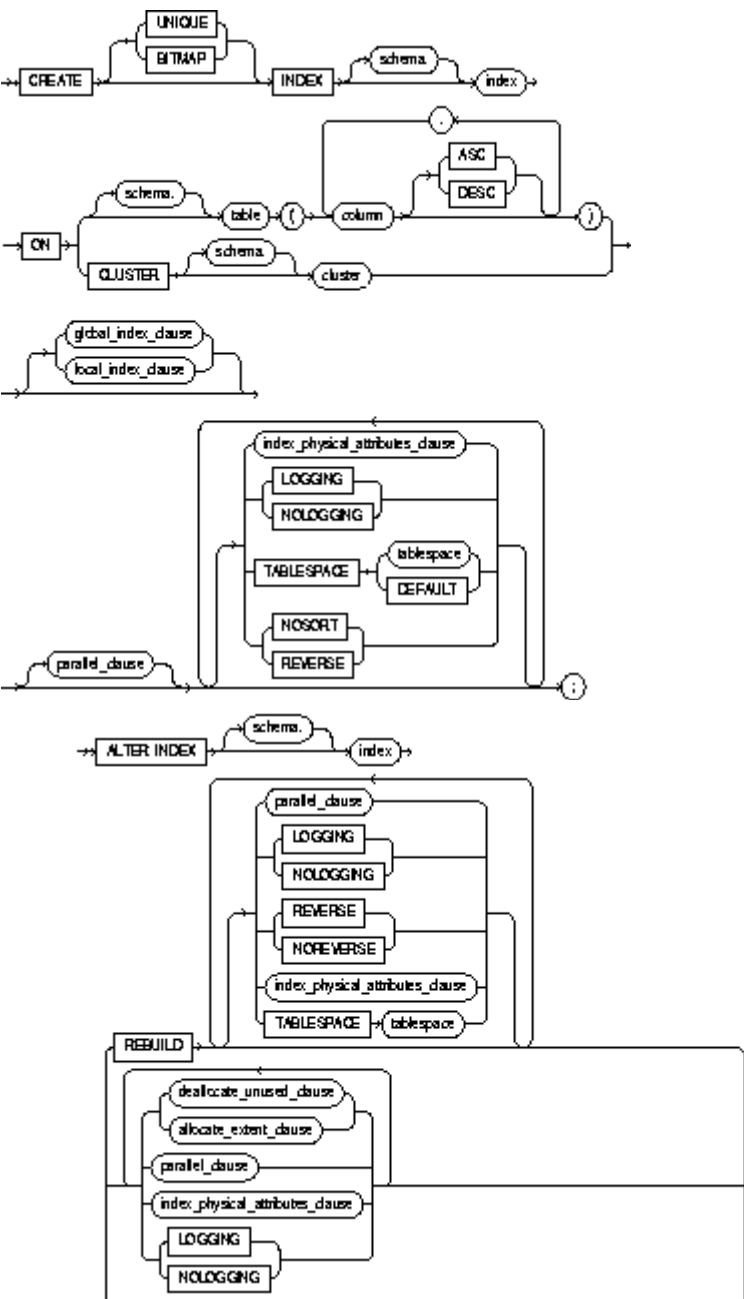 UNIQUE
BITMAP
schema.
CREATE INDEX index
,
ASC
schema. DESC
table ( column )
ON
schema.
CLUSTER cluster
global_index_clause
local_index_clause
index_physical_attributes_clause
LOGGING
NOLOGGING
tablespace
TABLESPACE
DEFAULT
NOSORT
parallel_clause REVERSE
;
schema.
ALTER INDEX index
parallel_clause
LOGGING
NOLOGGING
REVERSE
NOREVERSE
index_physical_attributes_clause
TABLESPACE tablespace
REBUILD
deallocate_unused_clause
allocate_extent_clause
parallel_clause
index_physical_attributes_clause
LOGGING
NOLOGGING